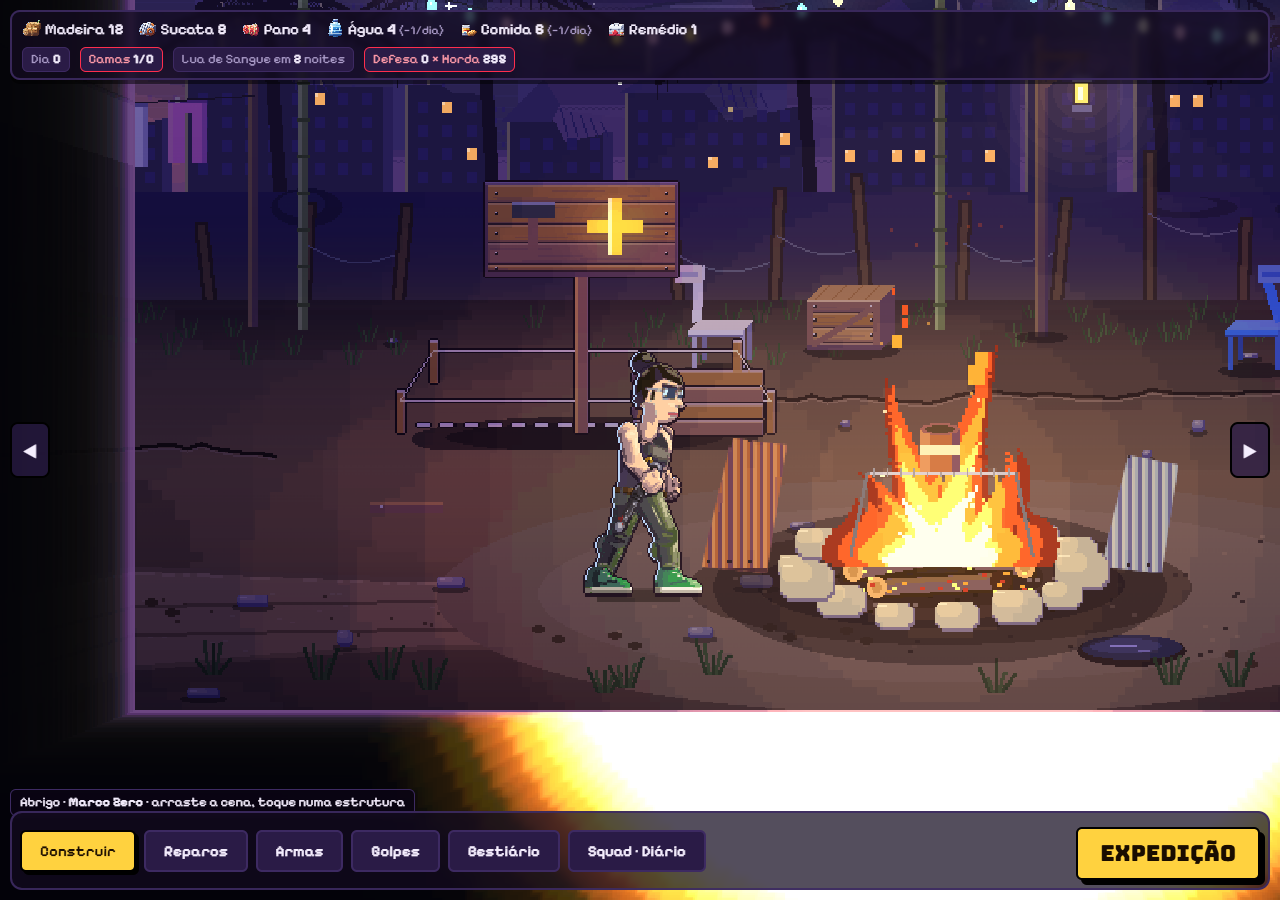 Madeira 18 Sucata 8 Pano 4 Água 4 (-1/dia) Comida 8 (-1/dia) Remédio 1
Dia 0 Camas 1/0 Lua de Sangue em 8 noites Defesa 0 × Horda 898
Abrigo · Marco Zero · arraste a cena, toque numa estrutura
Construir Reparos Armas Golpes Bestiário Squad · Diário EXPEDIÇÃO